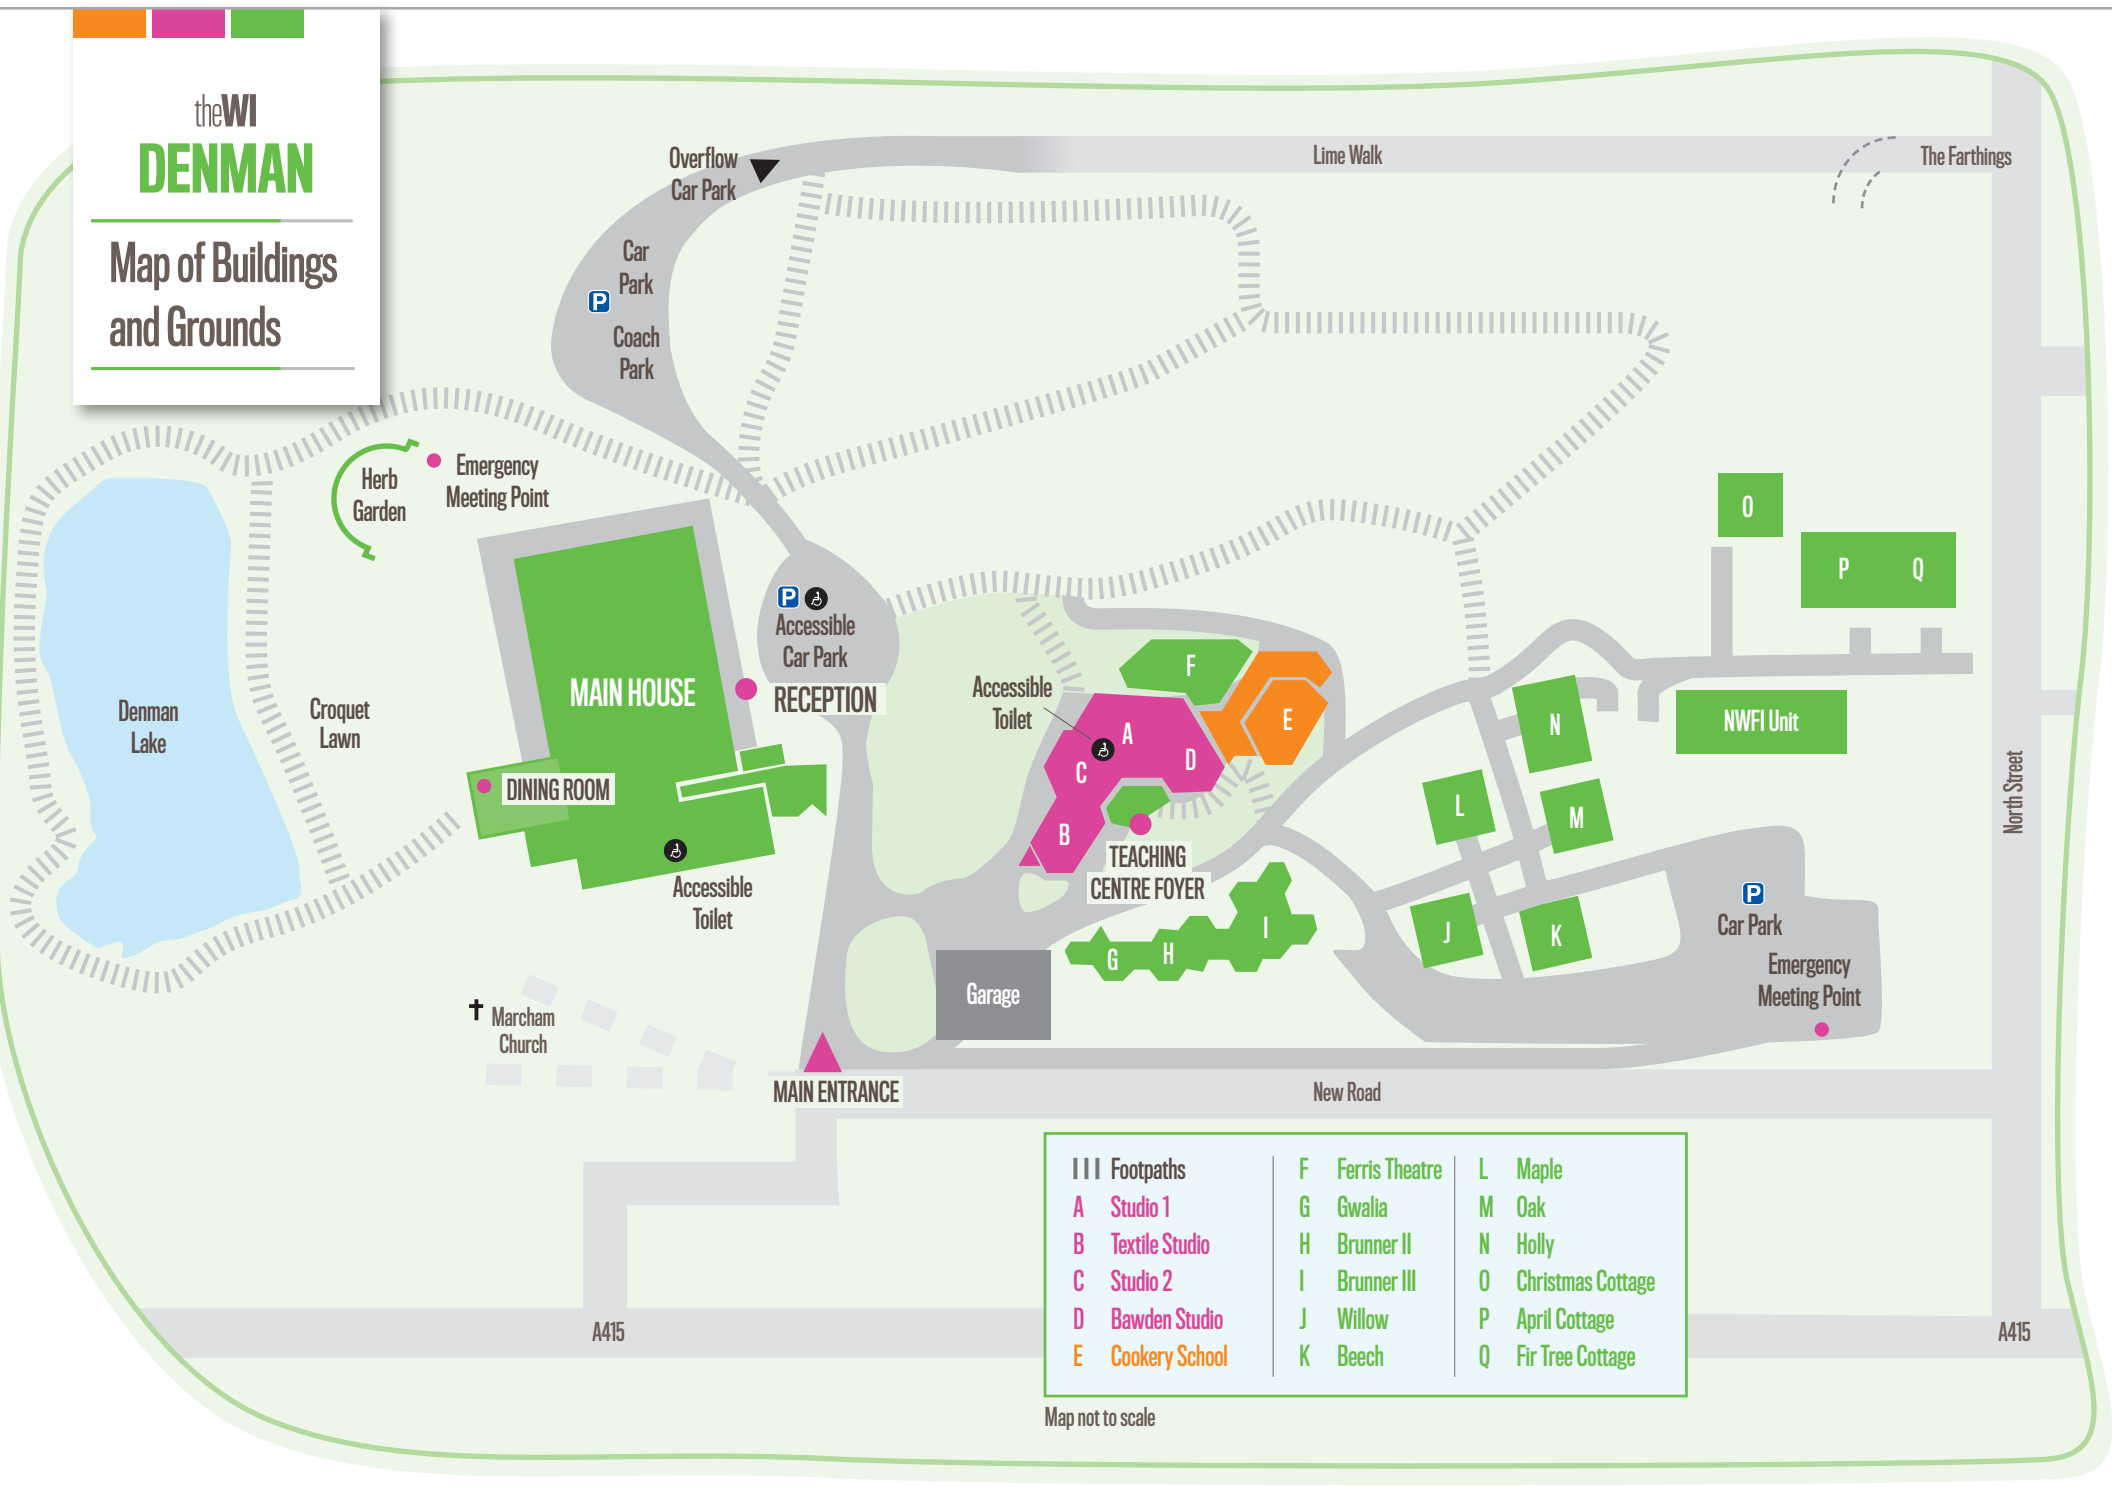 theWI
DENMAN
Map of Buildings
and Grounds
Overflow
Car Park
Lime Walk
The Farthings
Car
Park
P
Coach
Park
Herb
Garden
Emergency
Meeting Point
O
P
Q
P
Accessible
Car Park
RECEPTION
MAIN HOUSE
F
Accessible
Toilet
A
E
D
C
B
N
NWFI Unit
Denman
Lake
Croquet
Lawn
DINING ROOM
L
M
North Street
TEACHING
CENTRE FOYER
Accessible
Toilet
P
Car Park
J
K
I
H
G
Emergency
Meeting Point
Garage
Marcham
Church
MAIN ENTRANCE
New Road
Footpaths
A Studio 1
B Textile Studio
C Studio 2
D Bawden Studio
E Cookery School
F Ferris Theatre
G Gwalia
H Brunner II
I Brunner III
J Willow
K Beech
L Maple
M Oak
N Holly
O Christmas Cottage
P April Cottage
Q Fir Tree Cottage
A415
A415
Map not to scale